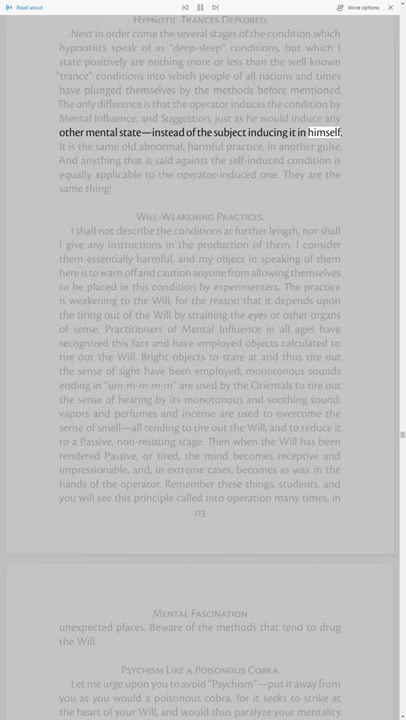 Read aloud
Voice options
Hypnotic Trances Deplored.
Next in order come the several stages of the condition which
hypnotists speak of as "deep-sleep" conditions, but which I
state positively are nothing more or less than the well known
"trance" conditions into which people of all nations and times
have plunged themselves by the methods before mentioned.
The only difference is that the operator induces the condition by
Mental Influence, and Suggestion, just as he would induce any
other mental state—instead of the subject inducing it in himself.
It is the same old abnormal, harmful practice, in another guise.
And anything that is said against the self-induced condition is
equally applicable to the operator-induced one. They are the
same thing!
Will-Weakening Practices.
I shall not describe the conditions at further length, nor shall
I give any instructions in the production of them. I consider
them essentially harmful, and my object in speaking of them
here is to warn off and caution anyone from allowing themselves
to be placed in this condition by experimenters. The practice
is weakening to the Will, for the reason that it depends upon
the tiring out of the Will by straining the eyes or other organs
of sense. Practitioners of Mental Influence in all ages have
recognized this fact and have employed objects calculated to
tire out the Will. Bright objects to stare at and thus tire out
the sense of sight have been employed; monotonous sounds
ending in "um-m-m-m-m" are used by the Orientals to tire out
the sense of hearing by its monotonous and soothing sound;
vapors and perfumes and incense are used to overcome the
sense of smell—all tending to tire out the Will, and to reduce it
to a Passive, non-resisting stage. Then when the Will has been
rendered Passive, or tired, the mind becomes receptive and
impressionable, and, in extreme cases, becomes as wax in the
hands of the operator. Remember these things, students, and
you will see this principle called into operation many times, in
113
Mental Fascination
unexpected places. Beware of the methods that tend to drug
the Will.
Psychism Like a Poisonous Cobra.
Let me urge upon you to avoid "Psychism"—put it away from
you as you would a poisonous cobra, for it seeks to strike at
the heart of your Will, and would thus paralyze your mentality.